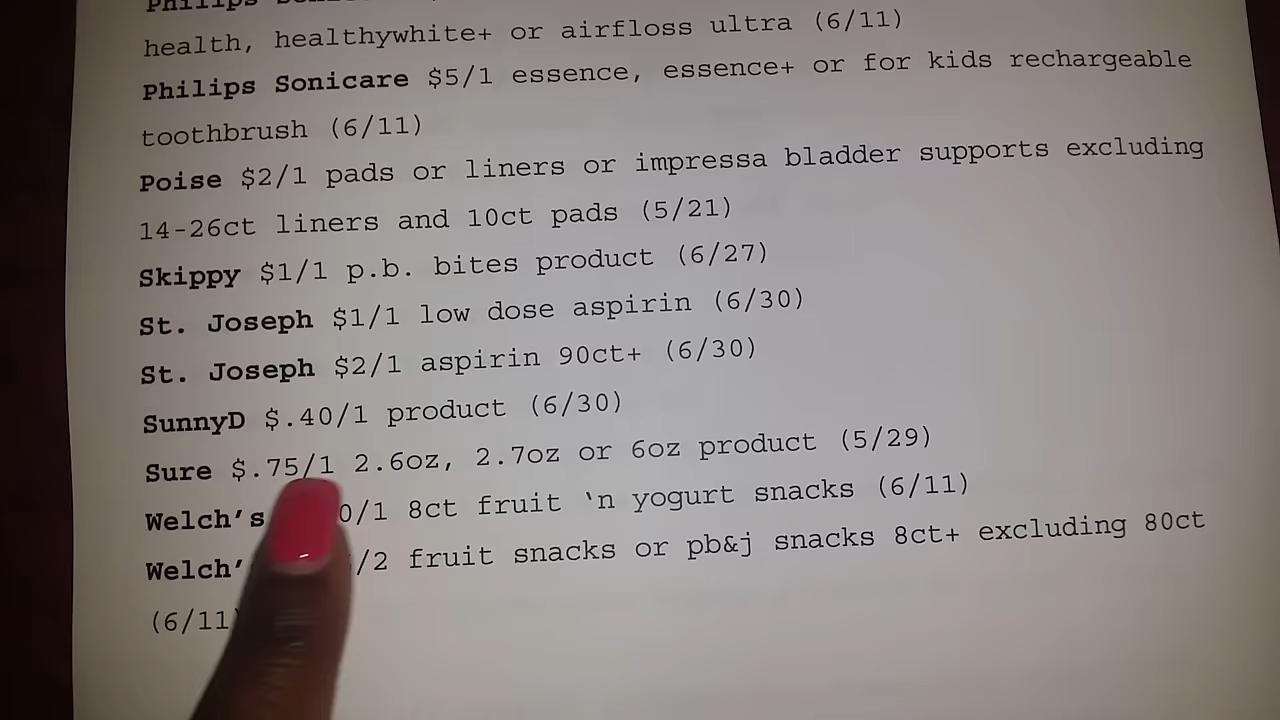 Philips
health, healthywhite+ or airfloss ultra (6/11)
Philips Sonicare $5/1 essence, essence+ or for kids rechargeable
toothbrush (6/11)
Poise $2/1 pads or liners or impressa bladder supports excluding
14-26ct liners and 10ct pads (5/21)
Skippy $1/1 p.b. bites product (6/27)
St. Joseph $1/1 low dose aspirin (6/30)
St. Joseph $2/1 aspirin 90ct+ (6/30)
SunnyD $.40/1 product (6/30)
Sure $.75/1 2.6oz, 2.7oz or 6oz product (5/29)
Welch's 0/1 8ct fruit 'n yogurt snacks (6/11)
Welch' /2 fruit snacks or pb&j snacks 8ct+ excluding 80ct
(6/11)